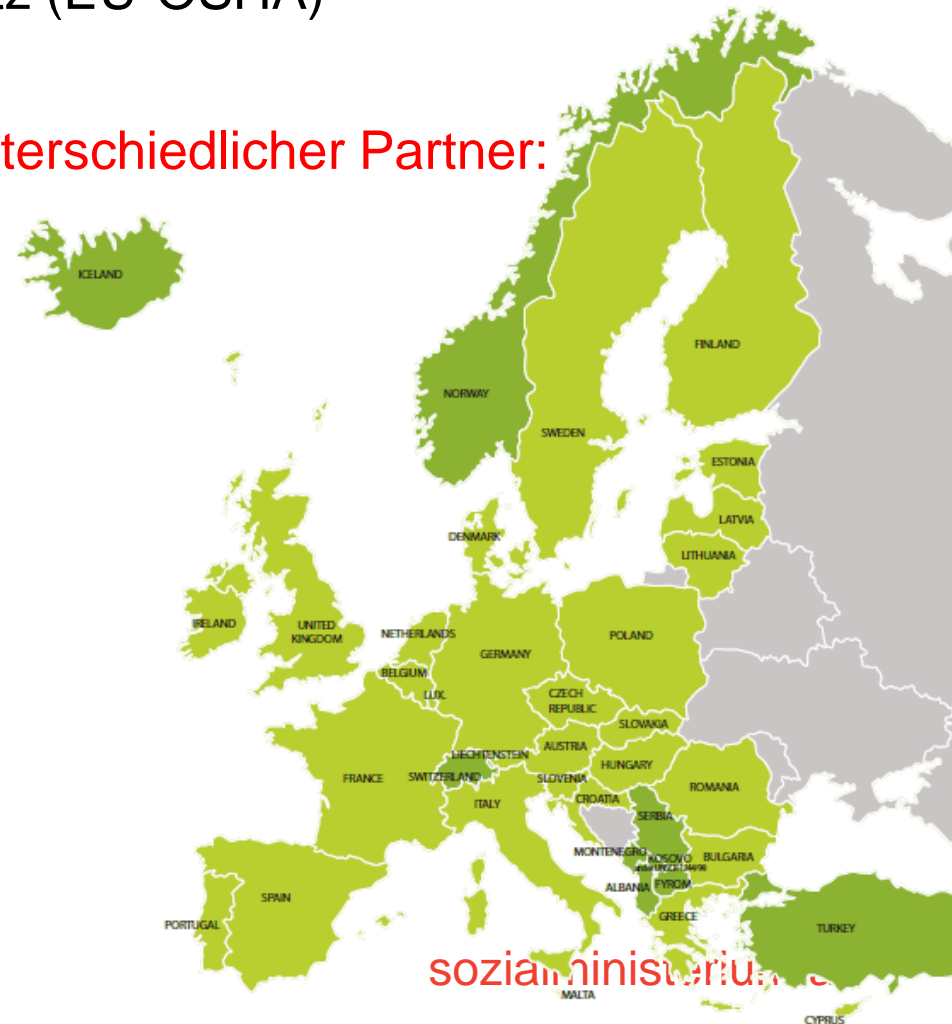 (EU-OSHA)
terschiedlicher Partner:
ICELAND
FINLAND
NORWAY
SWEDEN
ESTONIA
LATVIA
DENMARK
LITHUANIA
IRELAND
UNITED
KINGDOM
NETHERLANDS
POLAND
GERMANY
BELGIUM
LUX.
CZECH
REPUBLIC
SLOVAKIA
AUSTRIA
LIECHTENSTEIN
HUNGARY
FRANCE
SWITZERLAND
SLOVENIA
ROMANIA
ITALY
CROATIA
SERBIA
MONTENEGRO
KOSOVO
BULGARIA
ALBANIA
FYROM
SPAIN
GREECE
PORTUGAL
TURKEY
MALTA
CYPRUS